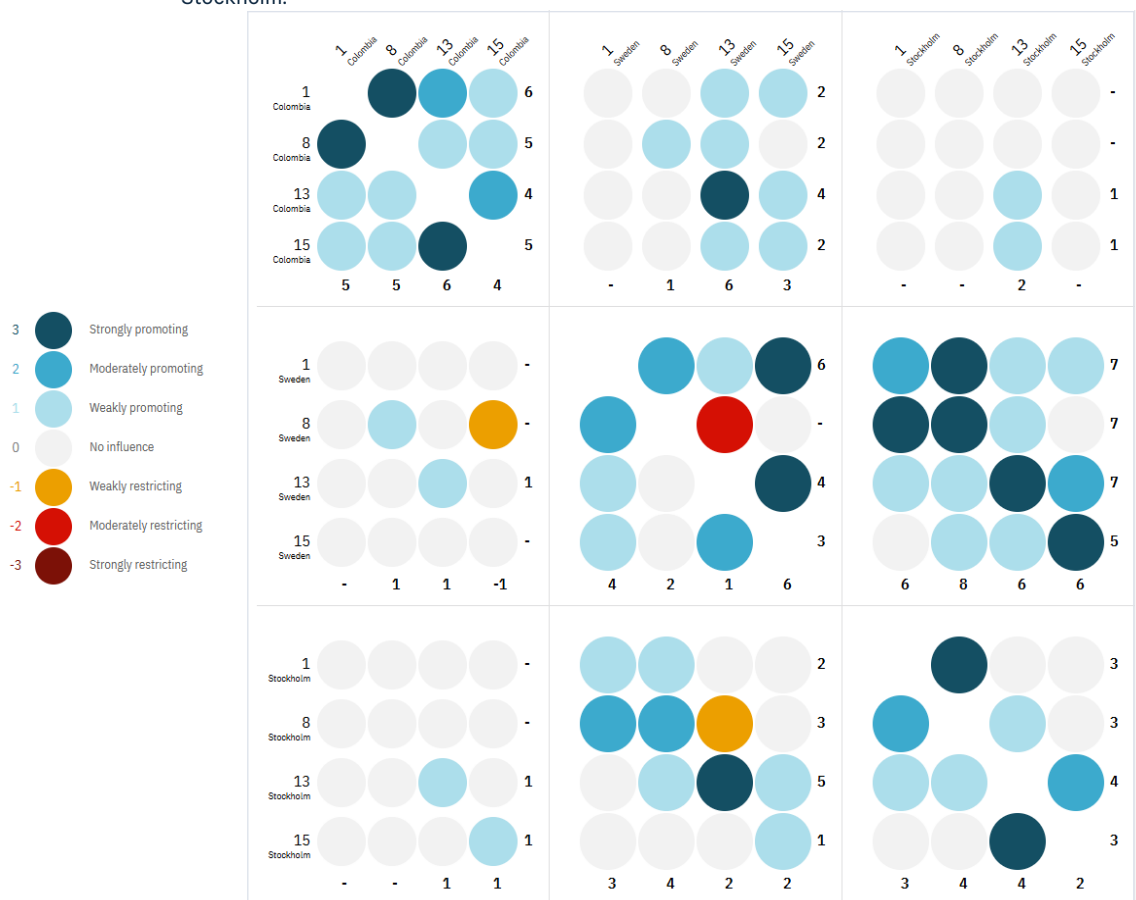 Stockholm.
1 Colombia 8 Colombia 13 Colombia 15 Colombia 1 Sweden 8 Sweden 13 Sweden 15 Sweden 1 Stockholm 8 Stockholm 13 Stockholm 15 Stockholm
1 6 2 -
Colombia
8 5 2 -
Colombia
13 4 4 1
Colombia
15 5 2 1
Colombia
5 5 6 4 - 1 6 3 - - 2 -
3 Strongly promoting
2 Moderately promoting
1 Weakly promoting
0 No influence
-1 Weakly restricting
-2 Moderately restricting
-3 Strongly restricting
1 - 6 7
Sweden
8 - - 7
Sweden
13 1 4 7
Sweden
15 - 3 5
Sweden
- 1 1 -1 4 2 1 6 6 8 6 6
1 - 2 3
Stockholm
8 - 3 3
Stockholm
13 1 5 4
Stockholm
15 1 1 3
Stockholm
- - 1 1 3 4 2 2 3 4 4 2